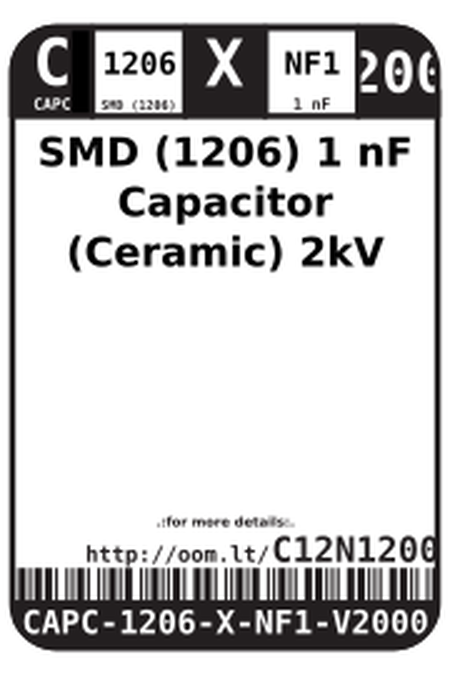 C 1206 X NF1 200
CAPC SMD (1206) 1 nF
SMD (1206) 1 nF
Capacitor
(Ceramic) 2kV
.:for more details:.
http://oom.lt/C12N1200
CAPC-1206-X-NF1-V2000